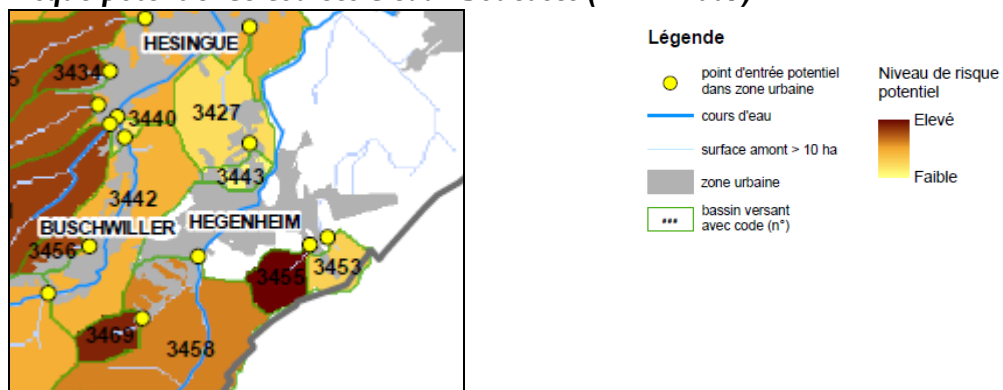 HESINGUE
3434
3440
3427
3443
3442
BUSCHWILLER
HEGENHEIM
3456
3455
3453
3469
3458
Légende
point d'entrée potentiel
dans zone urbaine
cours d'eau
surface amont > 10 ha
zone urbaine
bassin versant
avec code (n°)
Niveau de risque
potentiel
Elevé
Faible